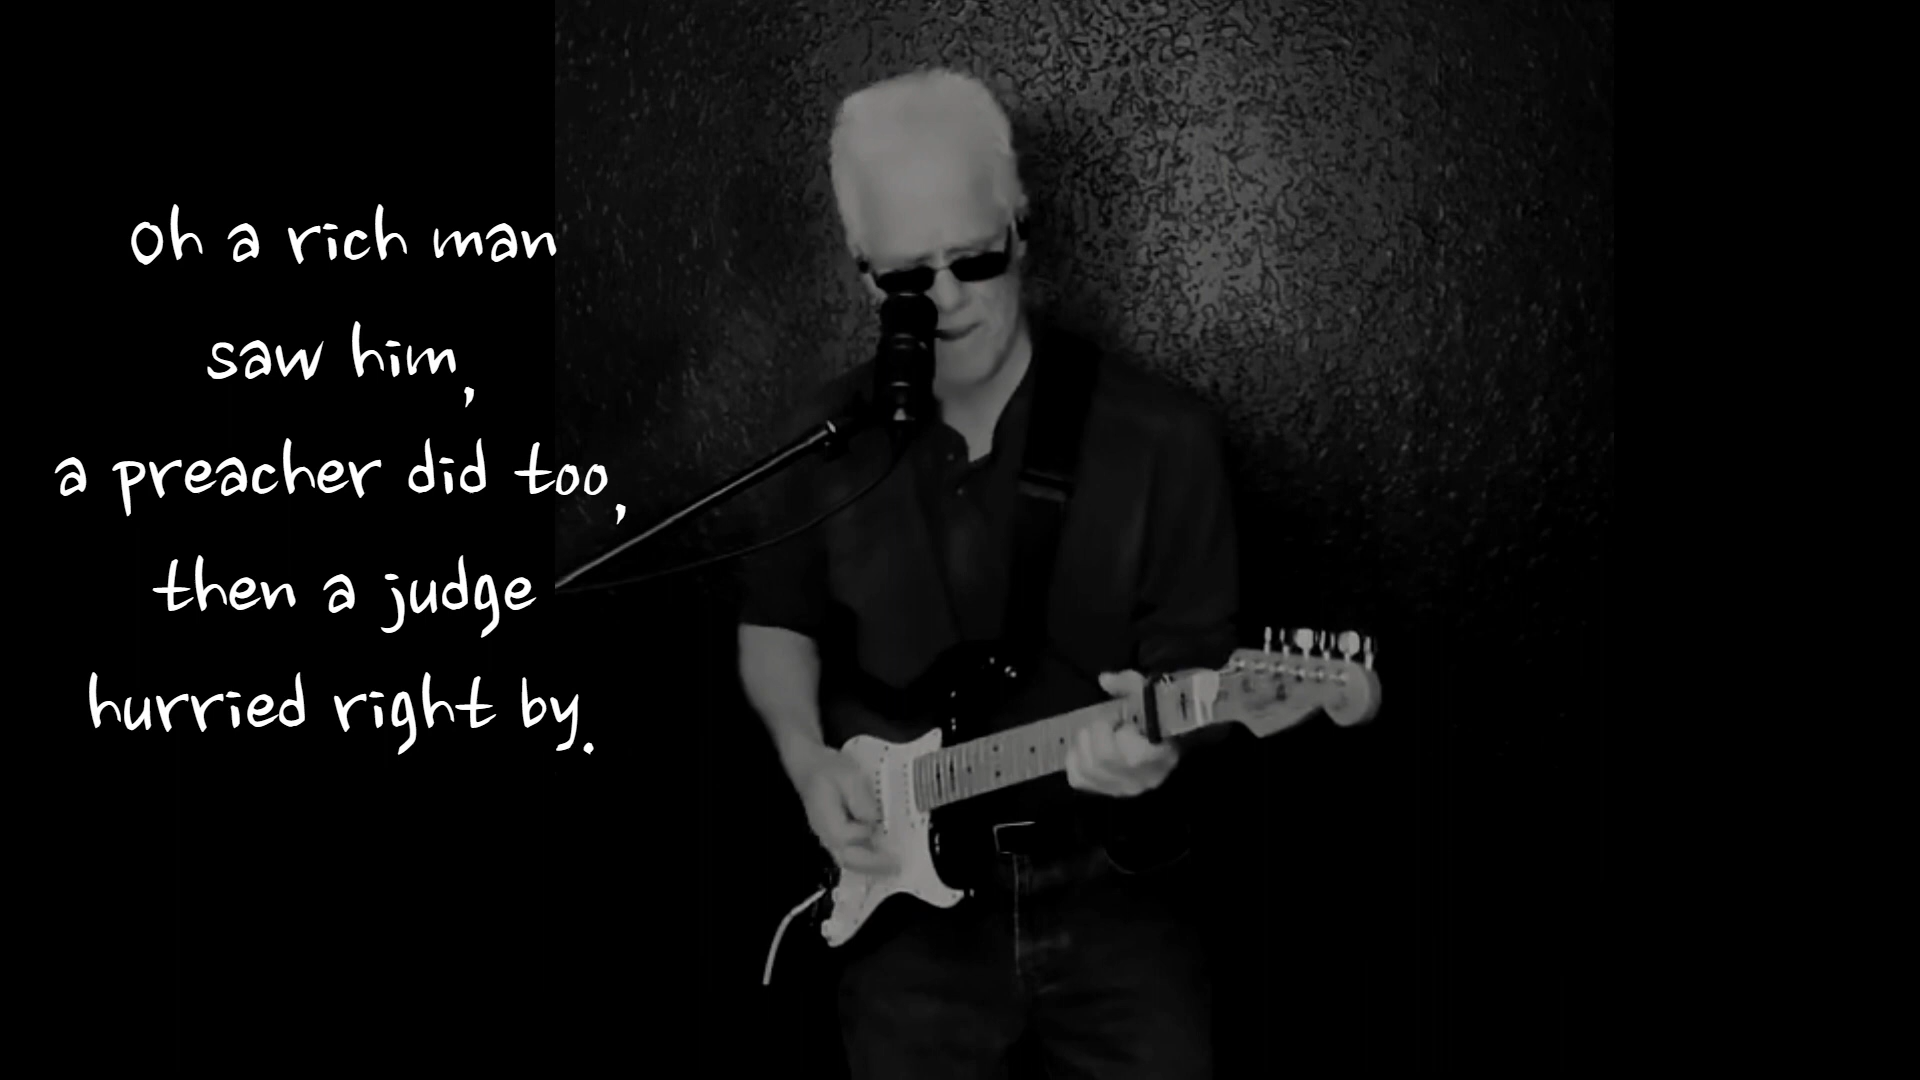 Oh a rich man
saw him,
a preacher did too,
then a judge
hurried right by.